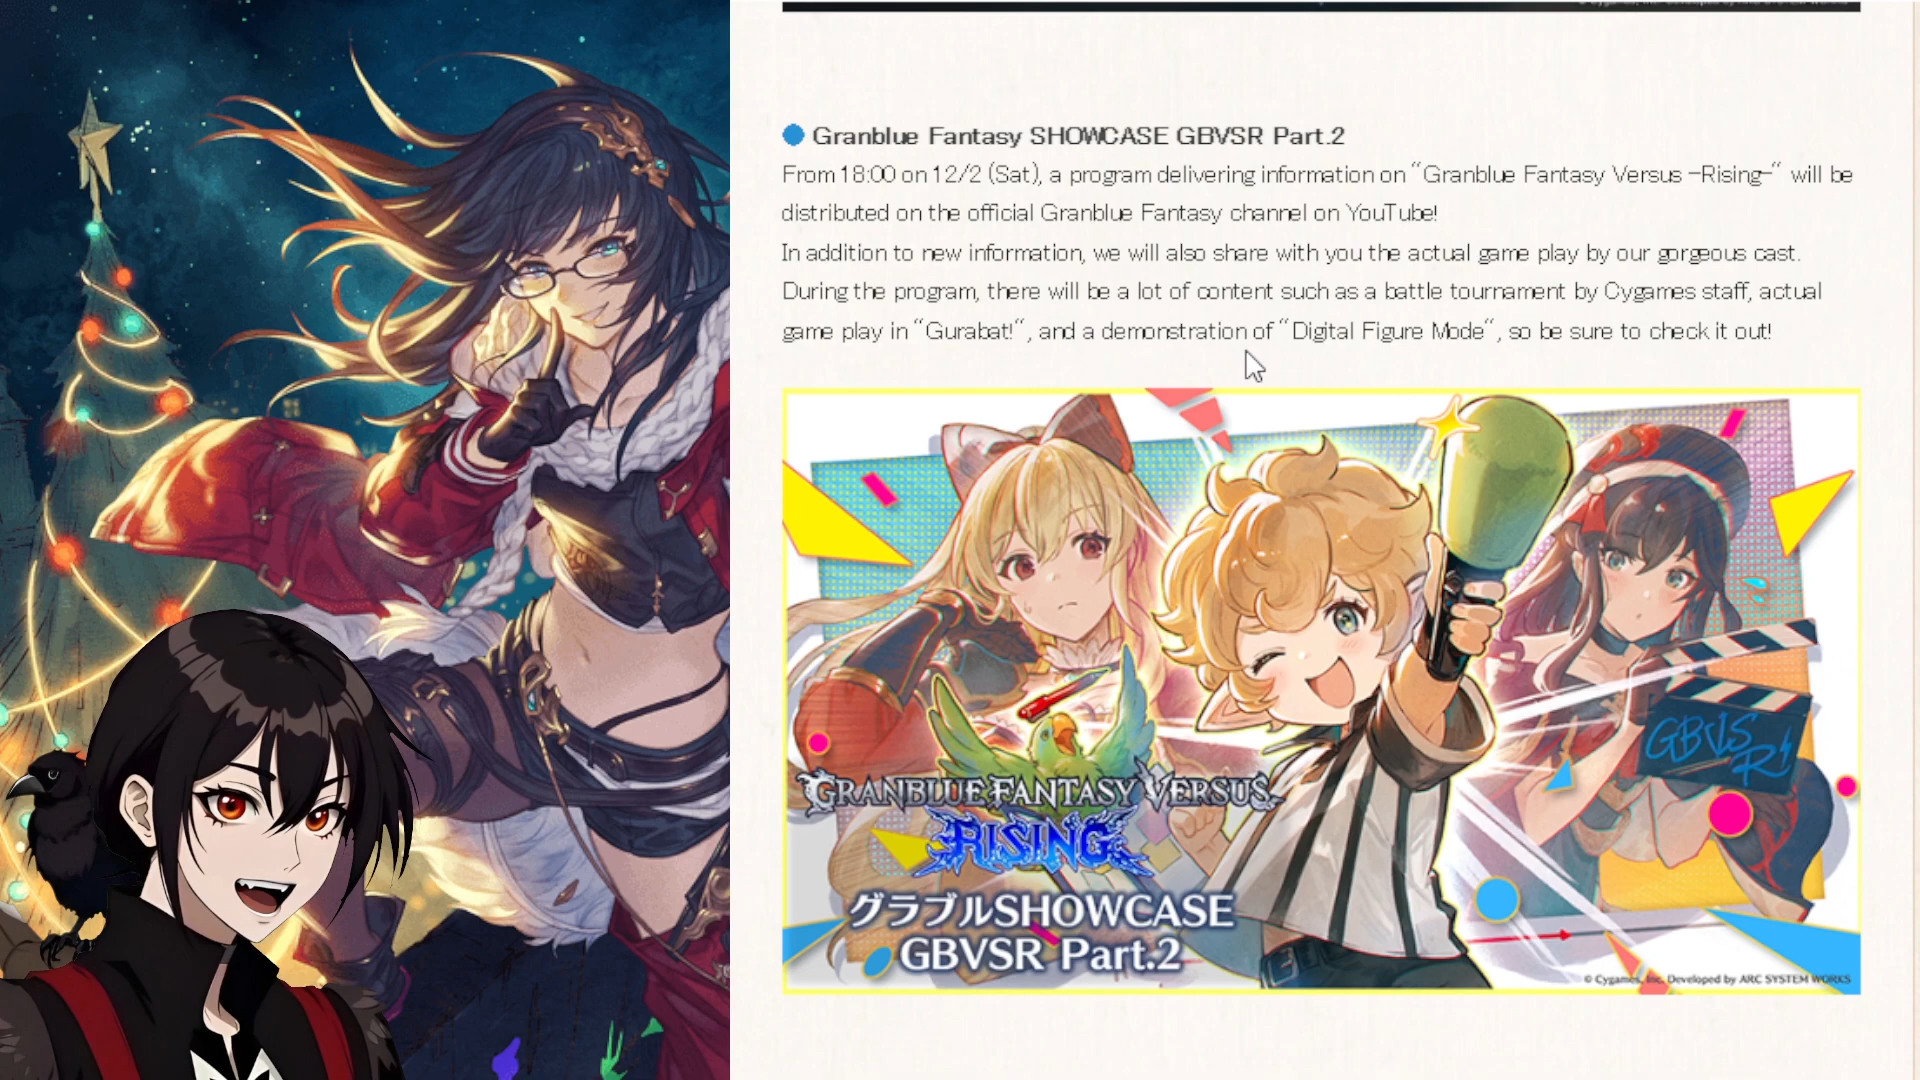 Granblue Fantasy SHOWCASE GBVSR Part.2
From 18:00 on 12/2 (Sat), a program delivering information on "Granblue Fantasy Versus -Rising-" will be
distributed on the official Granblue Fantasy channel on YouTube!
In addition to new information, we will also share with you the actual game play by our gorgeous cast.
During the program, there will be a lot of content such as a battle tournament by Cygames staff, actual
game play in "Gurabat!", and a demonstration of "Digital Figure Mode", so be sure to check it out!
GBVS
R!
GRANBLUE FANTASY VERSUS
RISING
グラブルSHOWCASE
GBVSR Part.2
© Cygames, Inc. Developed by ARC SYSTEM WORKS